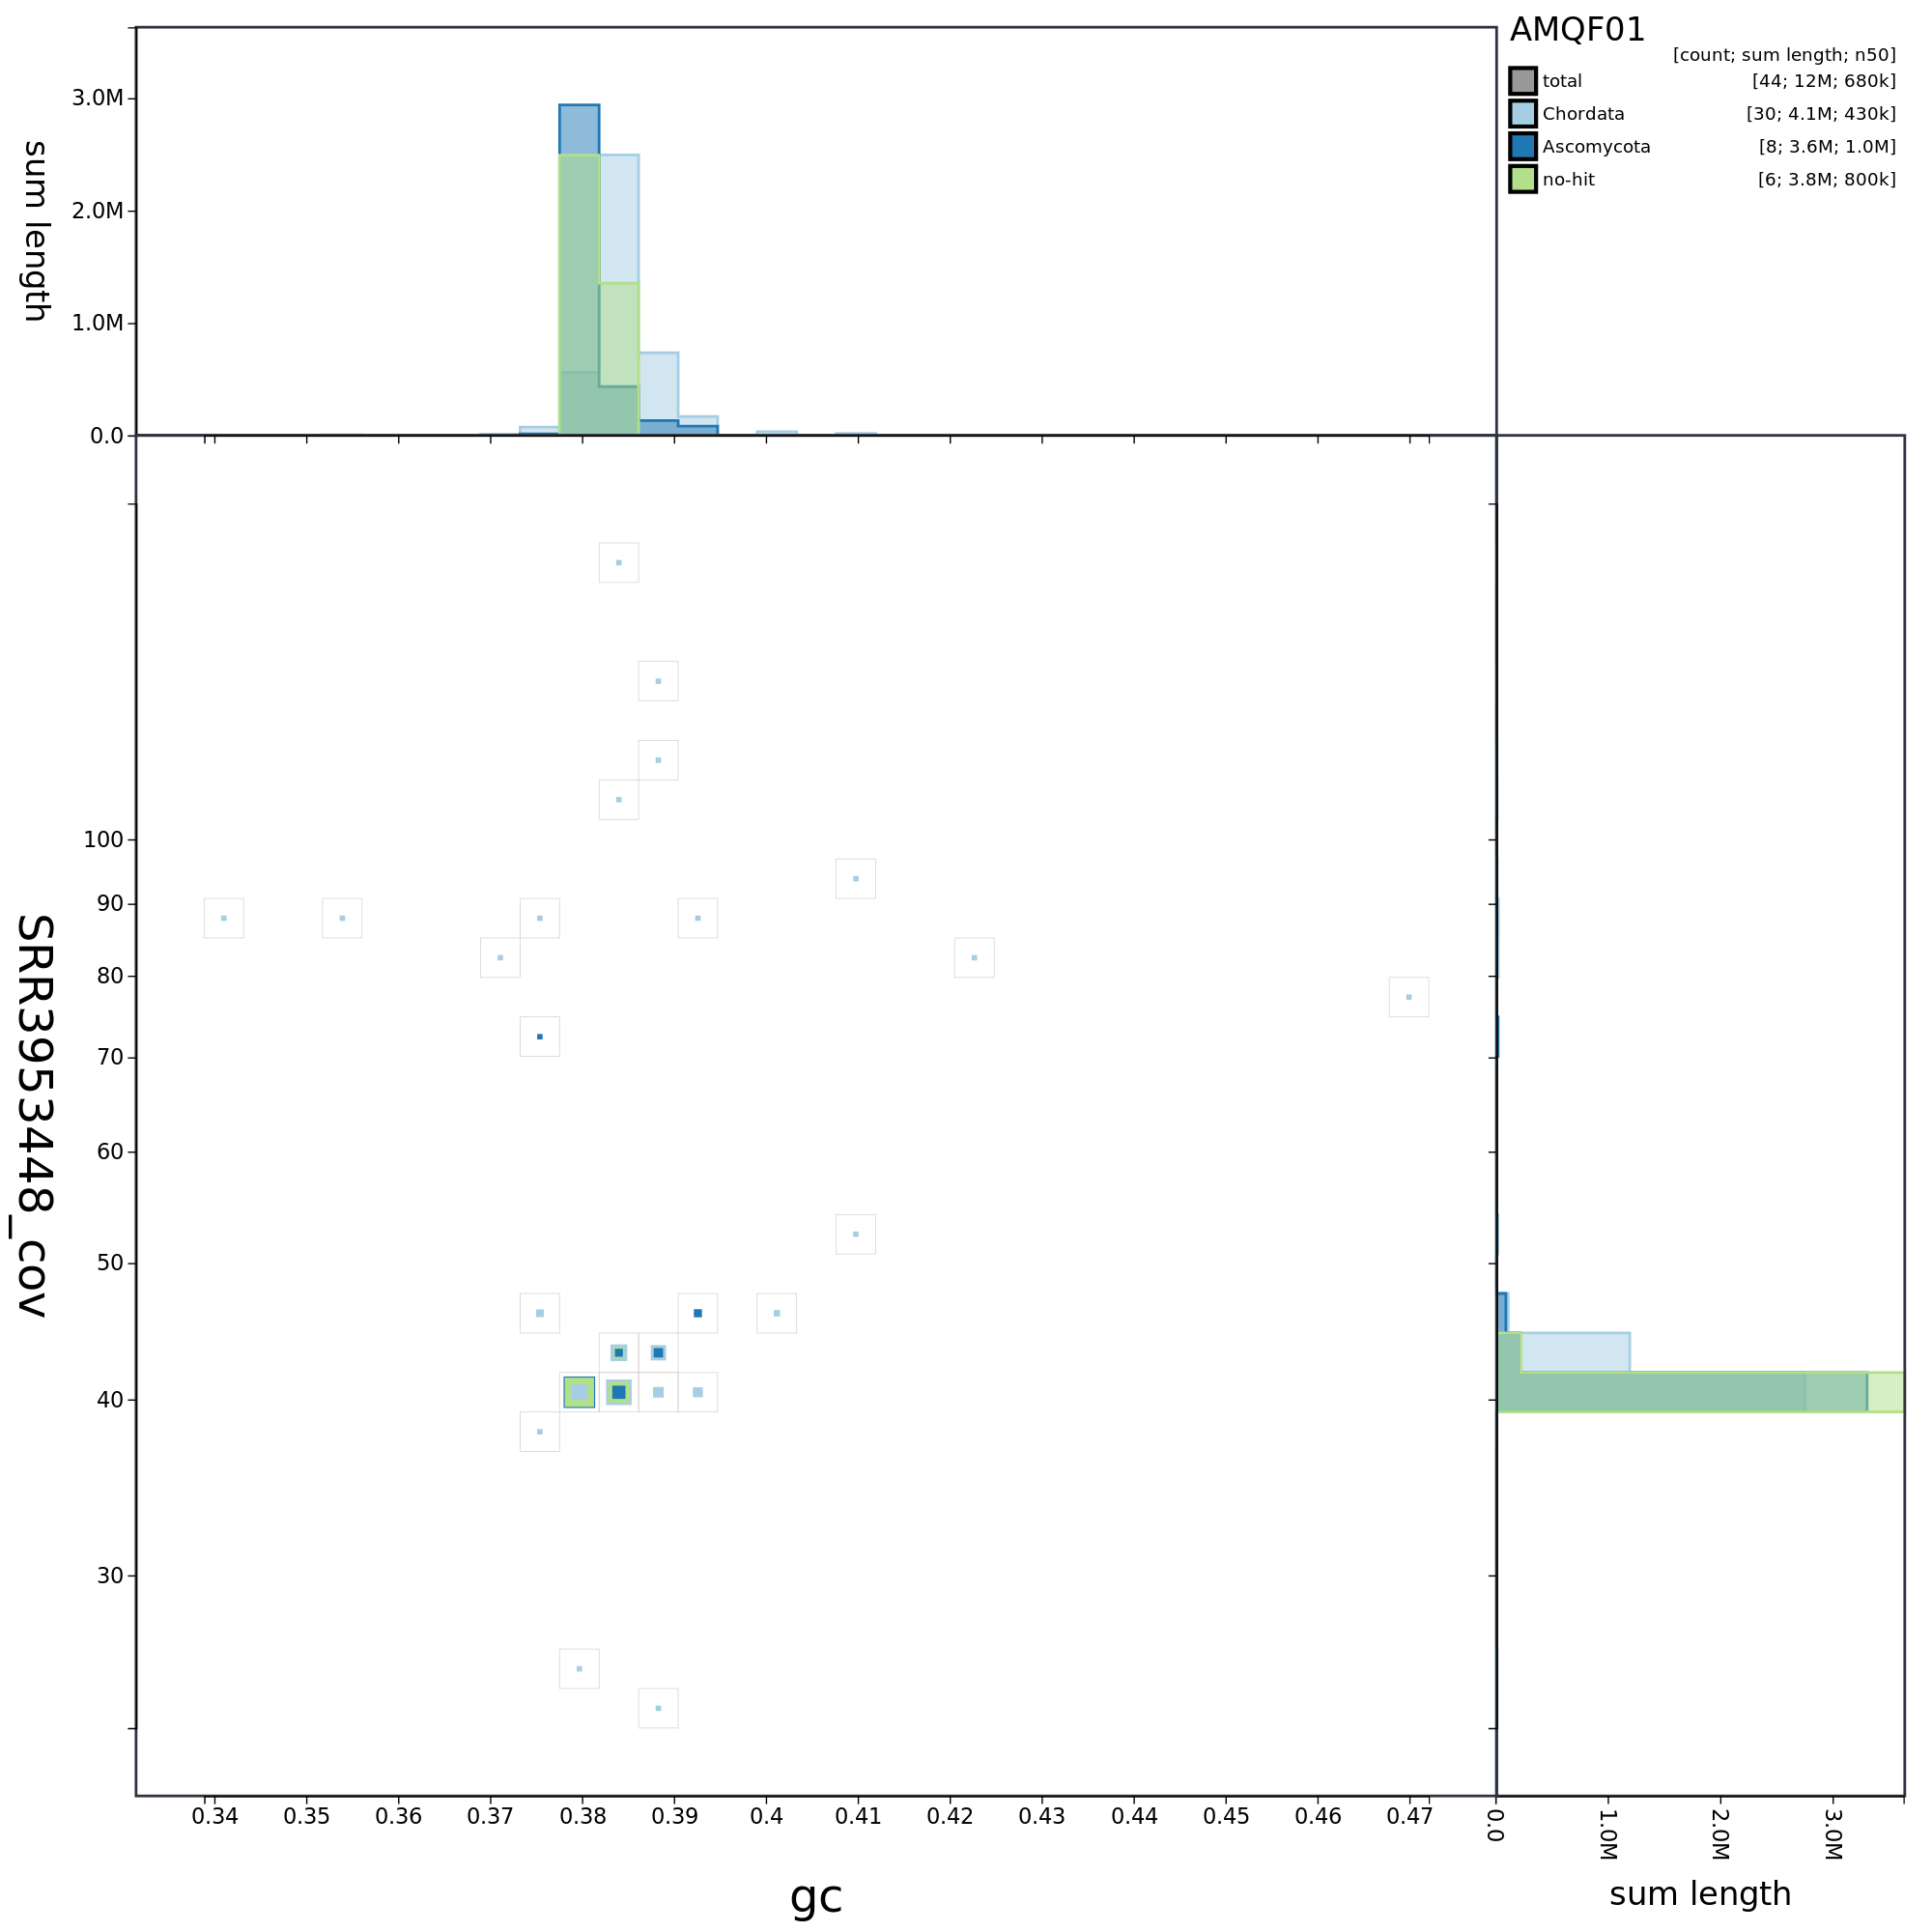 AMQF01
[count; sum length; n50]
total [44; 12M; 680k]
Chordata [30; 4.1M; 430k]
Ascomycota [8; 3.6M; 1.0M]
no-hit [6; 3.8M; 800k]
sum length
3.0M
2.0M
1.0M
0.0
SRR3953448_cov
100
90
80
70
60
50
40
30
0.34 0.35 0.36 0.37 0.38 0.39 0.4 0.41 0.42 0.43 0.44 0.45 0.46 0.47
gc
0.0 1.0M 2.0M 3.0M
sum length